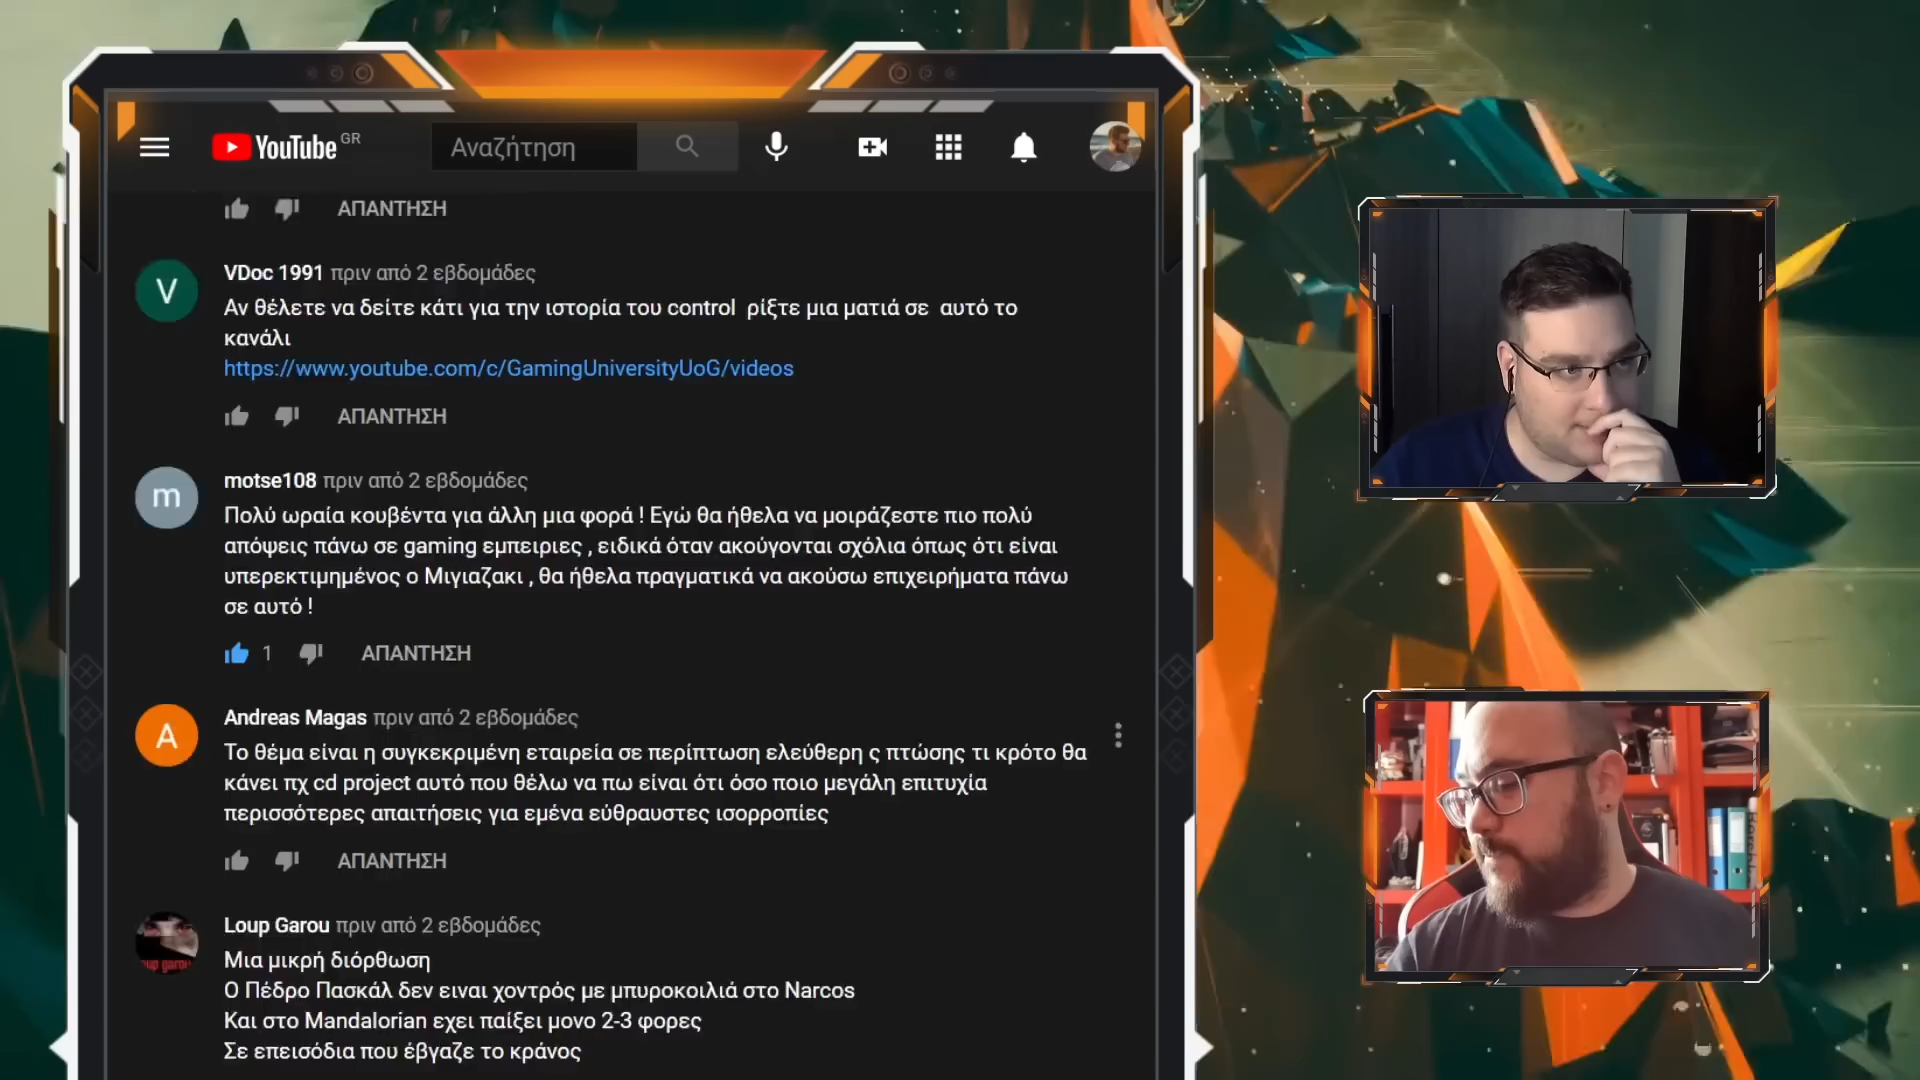 YouTube GR
Αναζήτηση
ΑΠΑΝΤΗΣΗ
V
VDoc 1991 πριν από 2 εβδομάδες
Αν θέλετε να δείτε κάτι για την ιστορία του control ρίξτε μια ματιά σε αυτό το
κανάλι
https://www.youtube.com/c/GamingUniversityUoG/videos
ΑΠΑΝΤΗΣΗ
m
motse108 πριν από 2 εβδομάδες
Πολύ ωραία κουβέντα για άλλη μια φορά ! Εγώ θα ήθελα να μοιράζεστε πιο πολύ
απόψεις πάνω σε gaming εμπειριες , ειδικά όταν ακούγονται σχόλια όπως ότι είναι
υπερεκτιμημένος ο Μιγιαζακι , θα ήθελα πραγματικά να ακούσω επιχειρήματα πάνω
σε αυτό !
1 ΑΠΑΝΤΗΣΗ
A
Andreas Magas πριν από 2 εβδομάδες
Το θέμα είναι η συγκεκριμένη εταιρεία σε περίπτωση ελεύθερη ς πτώσης τι κρότο θα
κάνει πχ cd project αυτό που θέλω να πω είναι ότι όσο ποιο μεγάλη επιτυχία
περισσότερες απαιτήσεις για εμένα εύθραυστες ισορροπίες
ΑΠΑΝΤΗΣΗ
Loup Garou πριν από 2 εβδομάδες
Μια μικρή διόρθωση
Ο Πέδρο Πασκάλ δεν ειναι χοντρός με μπυροκοιλιά στο Narcos
Και στο Mandalorian εχει παίξει μονο 2-3 φορες
Σε επεισόδια που έβγαζε το κράνος